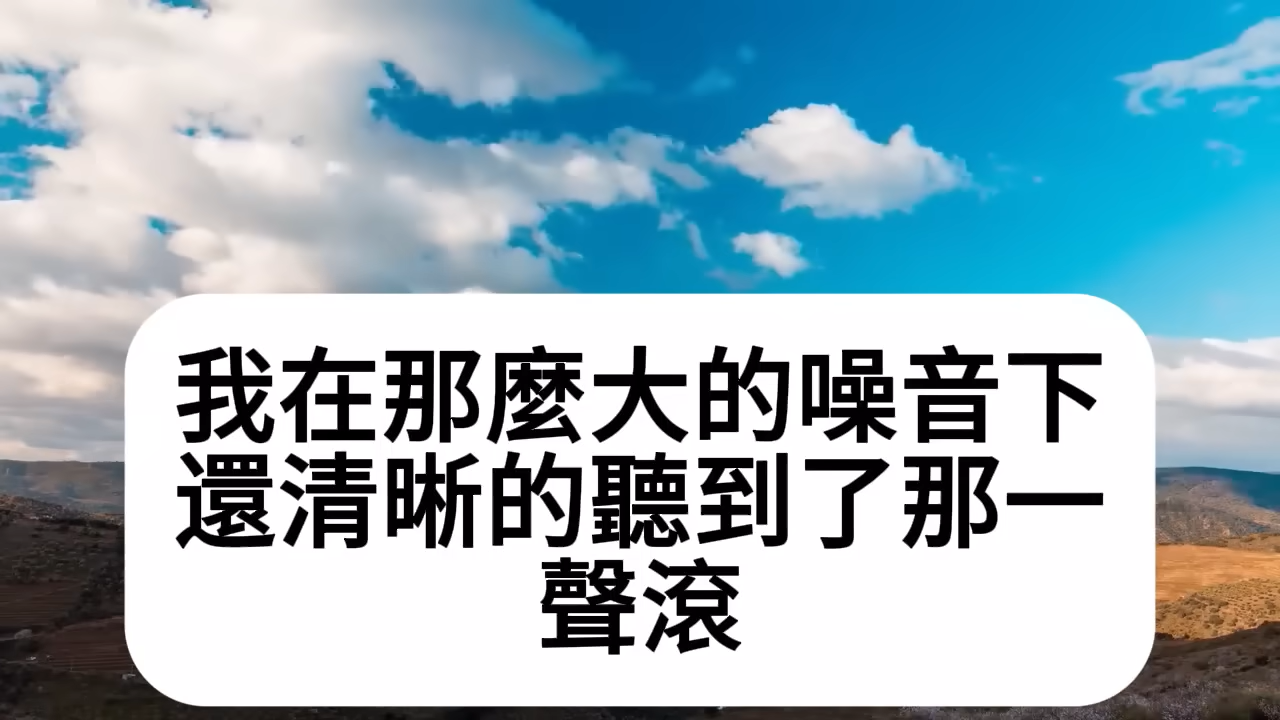 我在那麼大的噪音下
還清晰的聽到了那一
聲滾